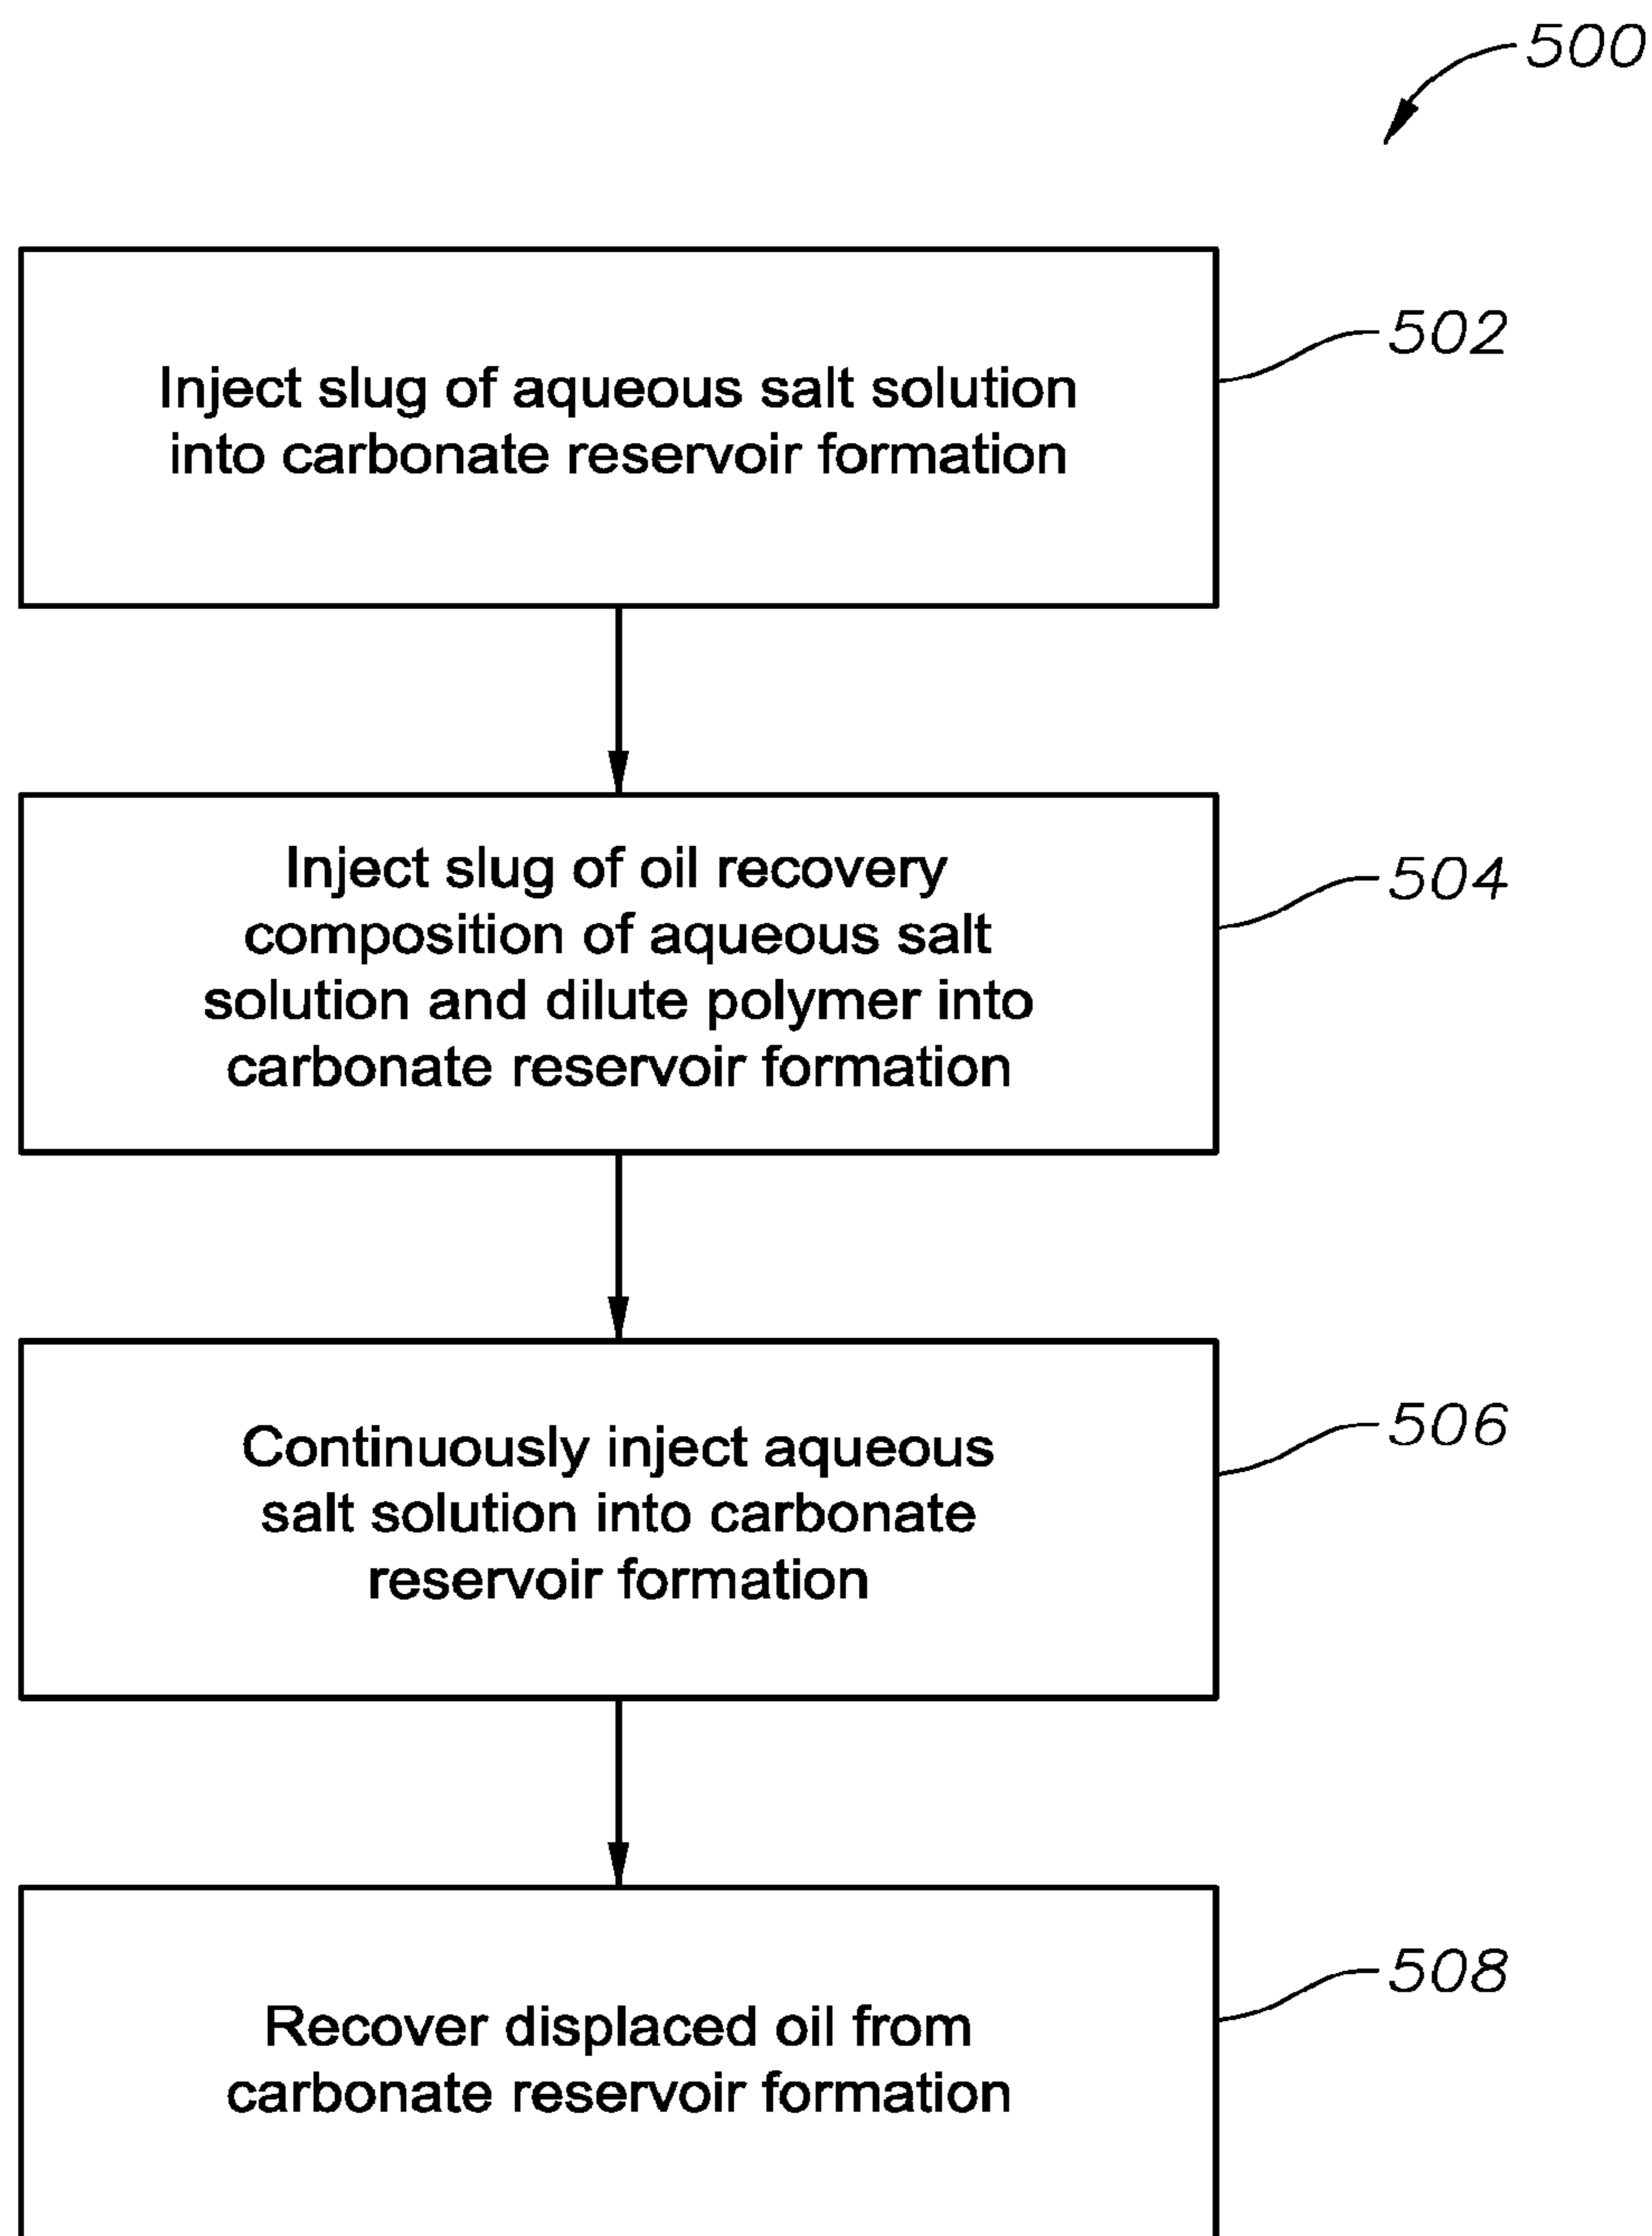 500
Inject slug of aqueous salt solution
into carbonate reservoir formation
502
Inject slug of oil recovery
composition of aqueous salt
solution and dilute polymer into
carbonate reservoir formation
504
Continuously inject aqueous
salt solution into carbonate
reservoir formation
506
Recover displaced oil from
carbonate reservoir formation
508